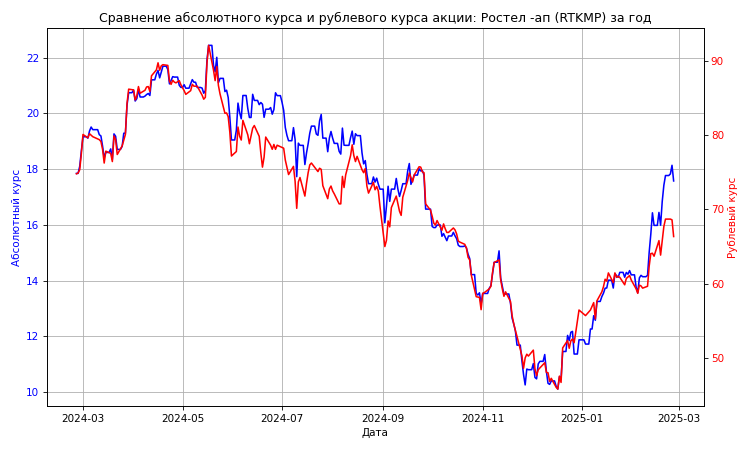 Сравнение абсолютного курса и рублевого курса акции: Ростел -ап (RTKMP) за год
22
20
18
16
14
12
10
Абсолютный курс
90
80
70
60
50
Рублевый курс
2024-03 2024-05 2024-07 2024-09 2024-11 2025-01 2025-03
Дата